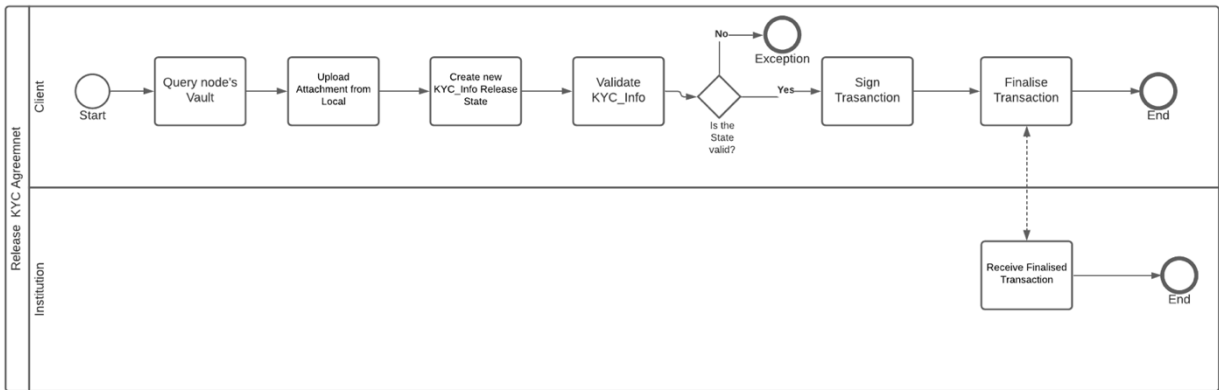 Release KYC Agreemnet
Client
Start
Query node's
Vault
Upload
Attachment from
Local
Create new
KYC_Info Release
State
Validate
KYC_Info
No
Exception
Is the
State
valid?
Yes
Sign
Trasanction
Finalise
Transaction
End
Institution
Receive Finalised
Transaction
End